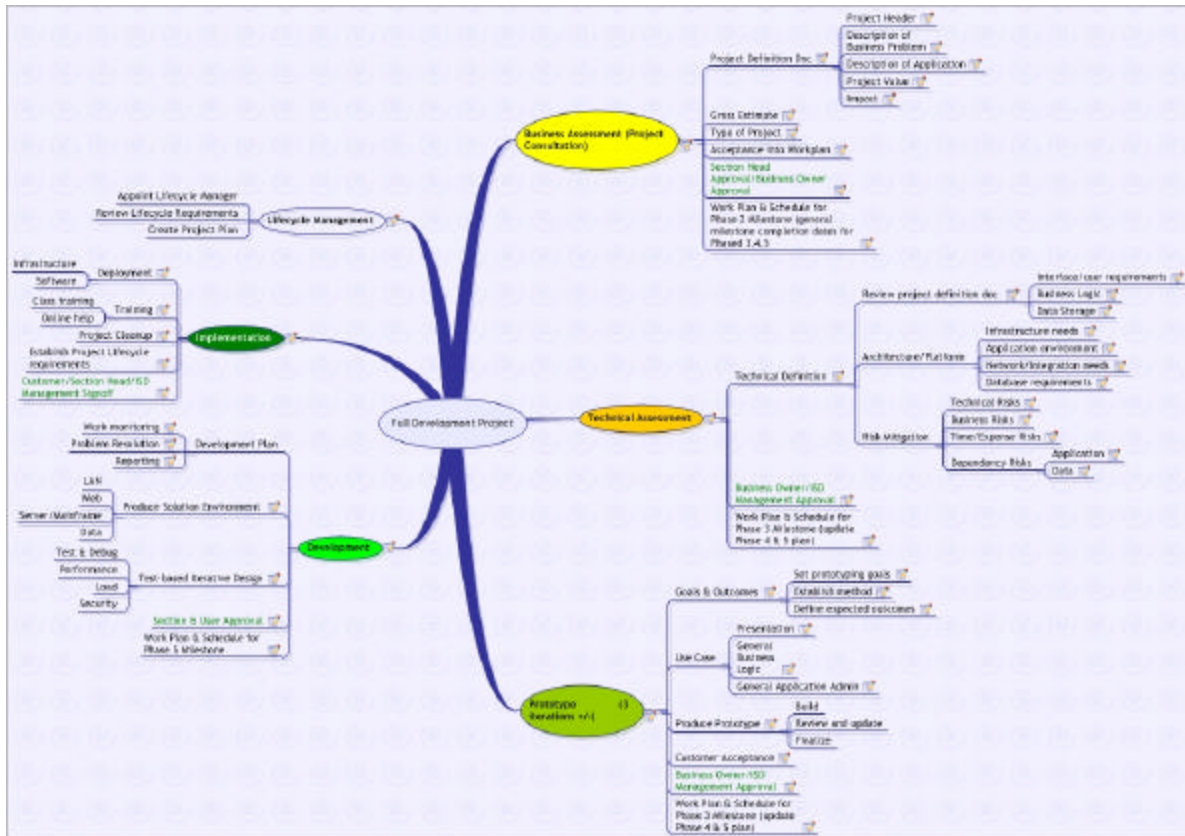 Project Header
Description of
Business Problem
Description of Application
Project Value
Impact
Project Definition Doc
Gross Estimate
Type of Project
Acceptance into Workplan
Section Head
Approval/Business Owner
Approval
Work Plan & Schedule for
Phase 2 Milestone (general
milestone completion dates for
Phases 3,4,5
Business Assessment (Project
Consultation)
Appoint Lifecycle Manager
Review Lifecycle Requirements
Create Project Plan
Lifecycle Management
Infrastructure
Software
Deployment
Class training
Online help
Training
Project Cleanup
Establish Project Lifecycle
requirements
Customer/Section Head/ISD
Management Signoff
Implementation
Full Development Project
Technical Assessment
Technical Definition
Review project definition doc
Interface/user requirements
Business Logic
Data Storage
Architecture/Platform
Infrastructure needs
Application environment
Network/Integration needs
Database requirements
Risk Mitigation
Technical Risks
Business Risks
Time/Expense Risks
Dependency Risks
Application
Data
Business Owner/ISD
Management Approval
Work Plan & Schedule for
Phase 3 Milestone (update
Phase 4 & 5 plan)
Work monitoring
Problem Resolution
Reporting
Development Plan
LAN
Web
Server/Mainframe
Data
Produce Solution Environment
Test & Debug
Performance
Load
Security
Test-based Iterative Design
Section & User Approval
Work Plan & Schedule for
Phase 5 Milestone
Development
Prototype (3
iterations +/-(
Goals & Outcomes
Set prototyping goals
Establish method
Define expected outcomes
Use Case
Presentation
General
Business
Logic
General Application Admin
Produce Prototype
Build
Review and update
Finalize
Customer Acceptance
Business Owner/ISD
Management Approval
Work Plan & Schedule for
Phase 3 Milestone (update
Phase 4 & 5 plan)